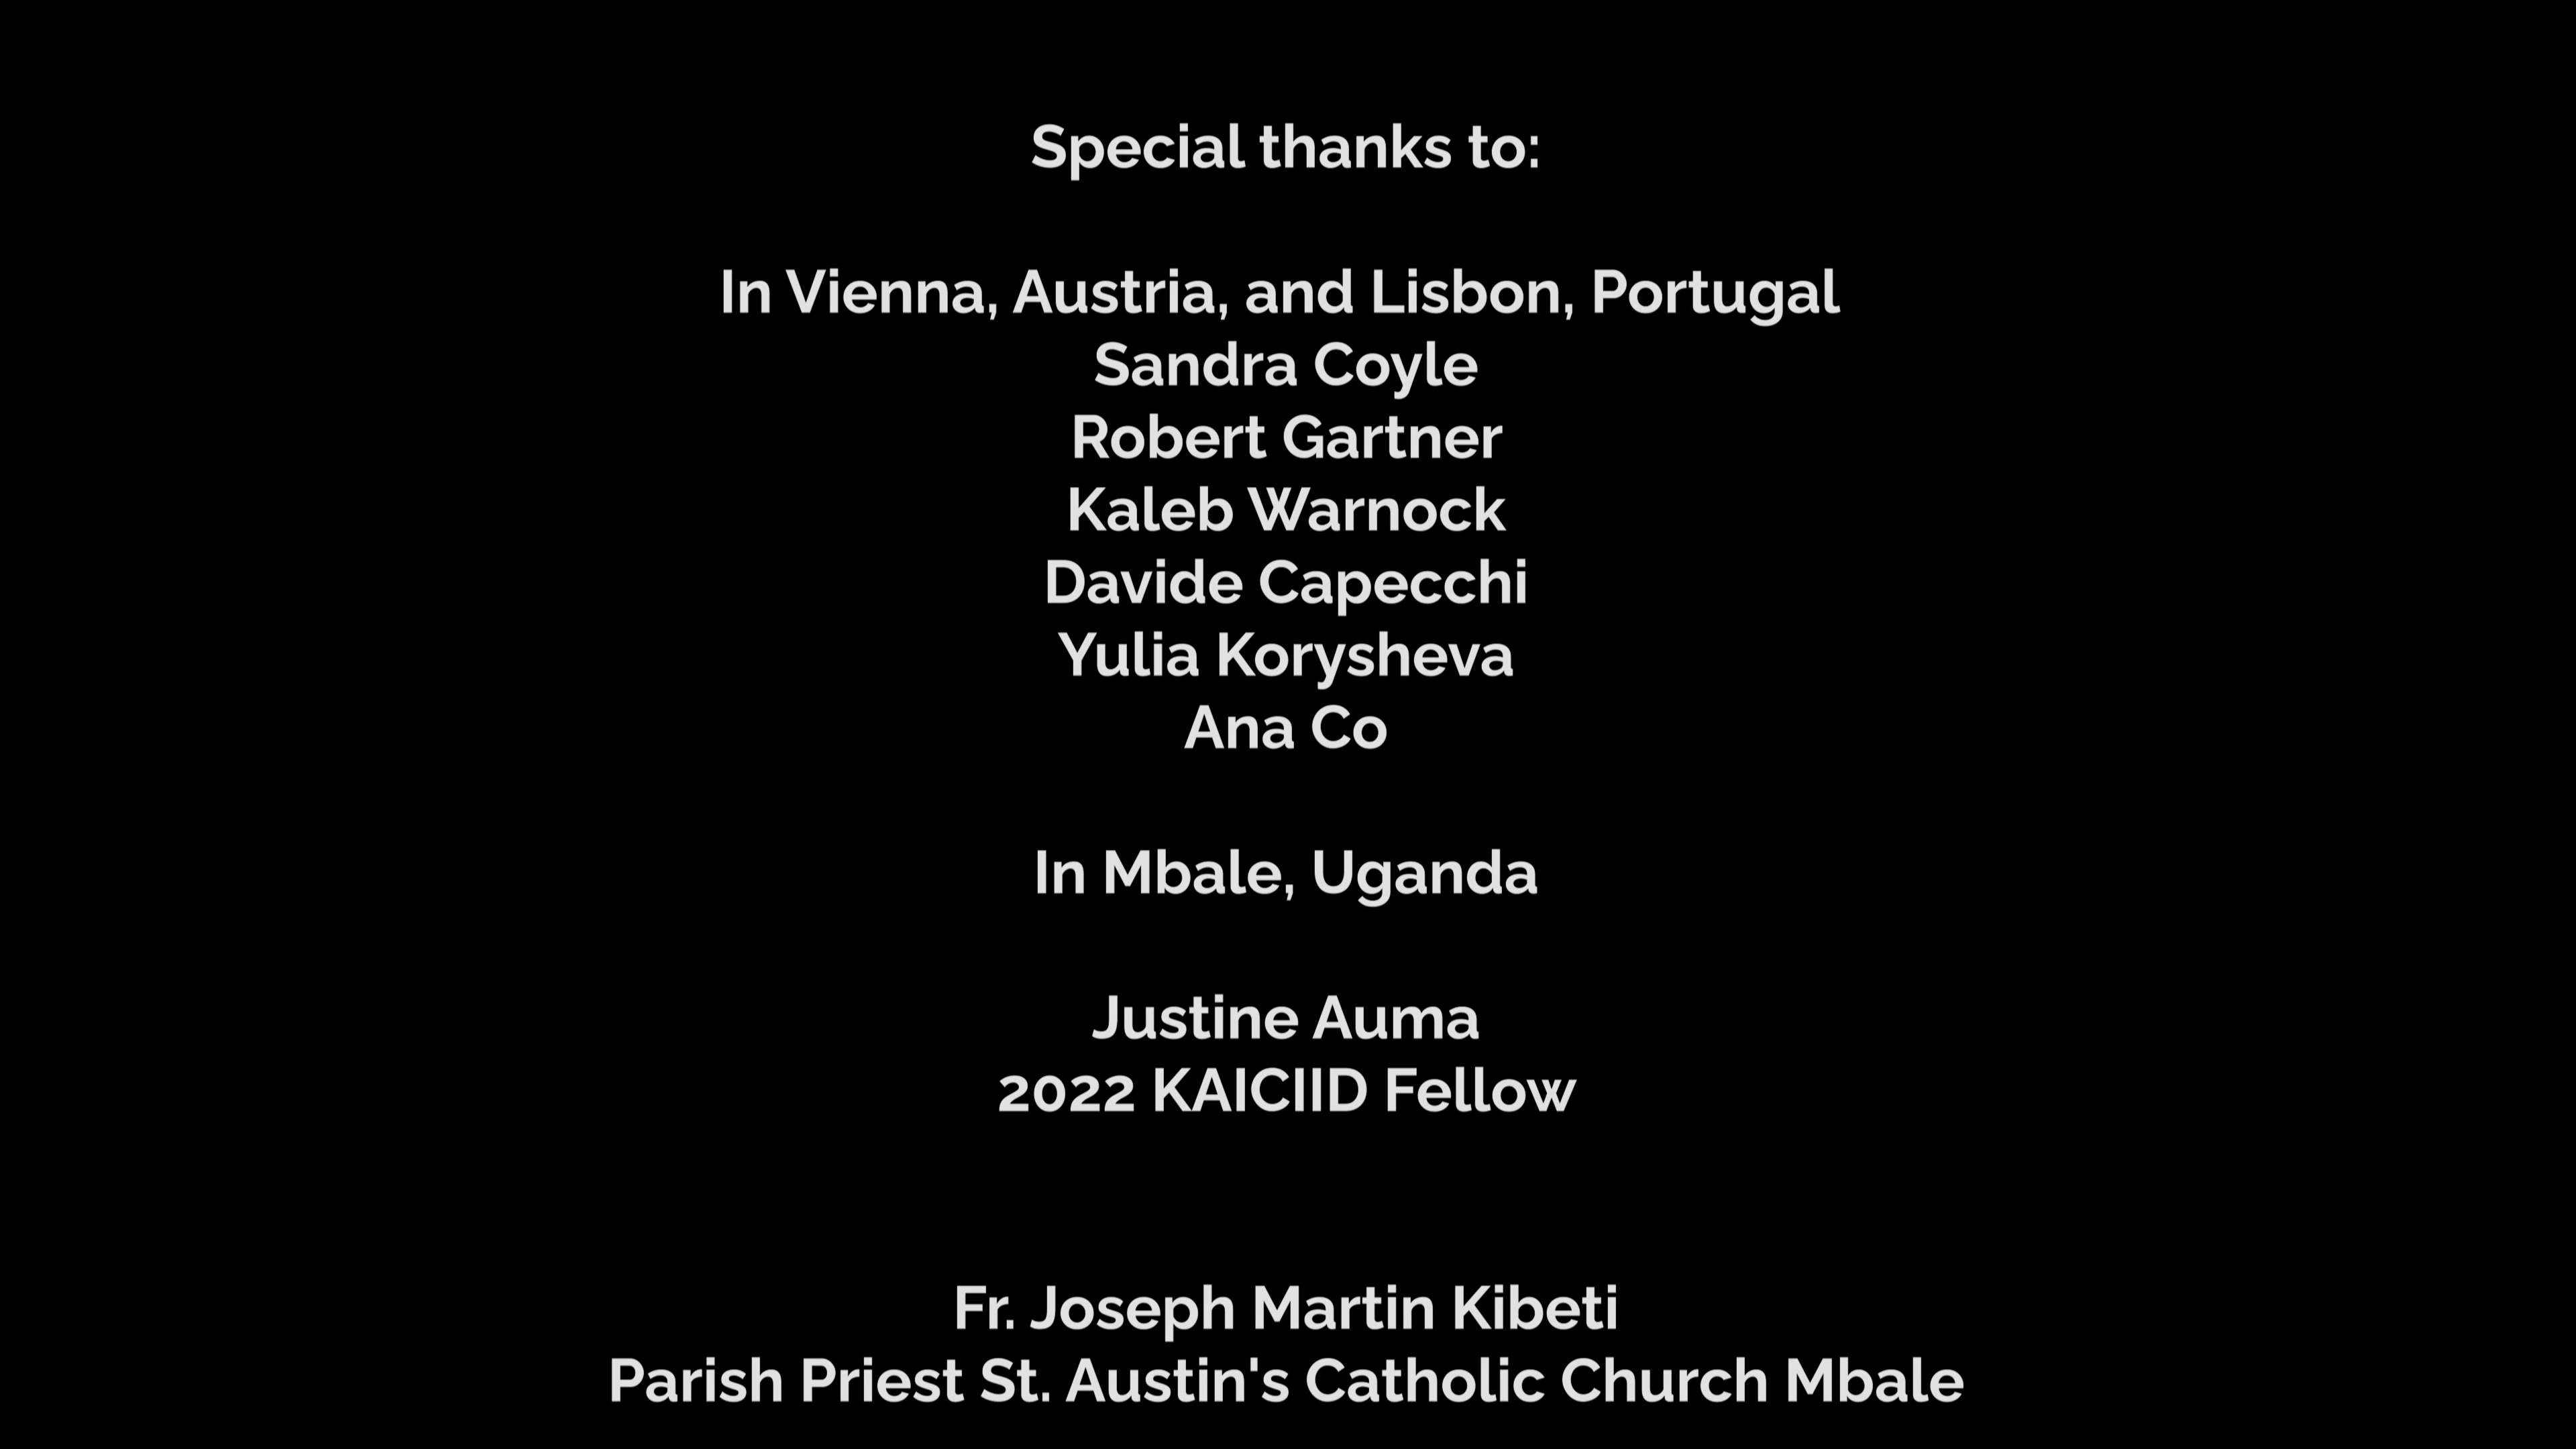 Special thanks to:
In Vienna, Austria, and Lisbon, Portugal
Sandra Coyle
Robert Gartner
Kaleb Warnock
Davide Capecchi
Yulia Korysheva
Ana Co
In Mbale, Uganda
Justine Auma
2022 KAICIID Fellow
Fr. Joseph Martin Kibeti
Parish Priest St. Austin's Catholic Church Mbale